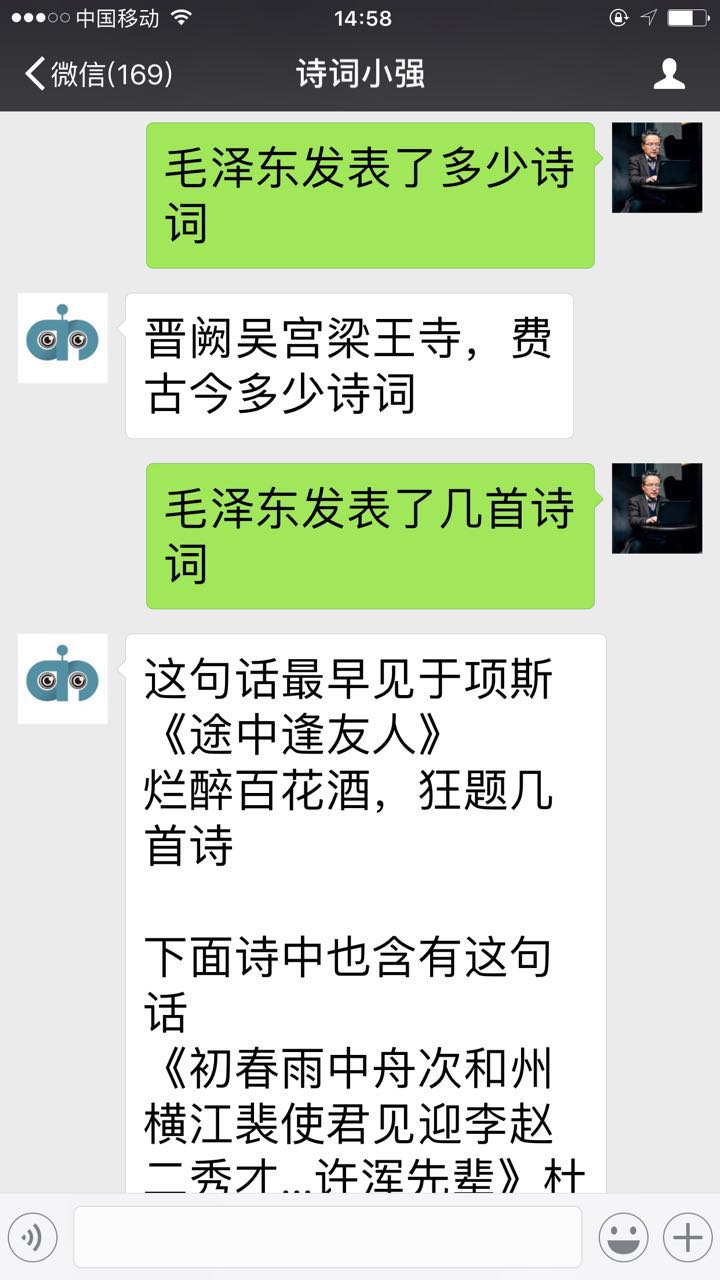 中国移动
14:58
微信(169)
诗词小强
毛泽东发表了多少诗
词
晋阙吴宫梁王寺，费
古今多少诗词
毛泽东发表了几首诗
词
这句话最早见于项斯
《途中逢友人》
烂醉百花酒，狂题几
首诗
下面诗中也含有这句
话
《初春雨中舟次和州
横江裴使君见迎李赵
二秀才...许浑先辈》杜